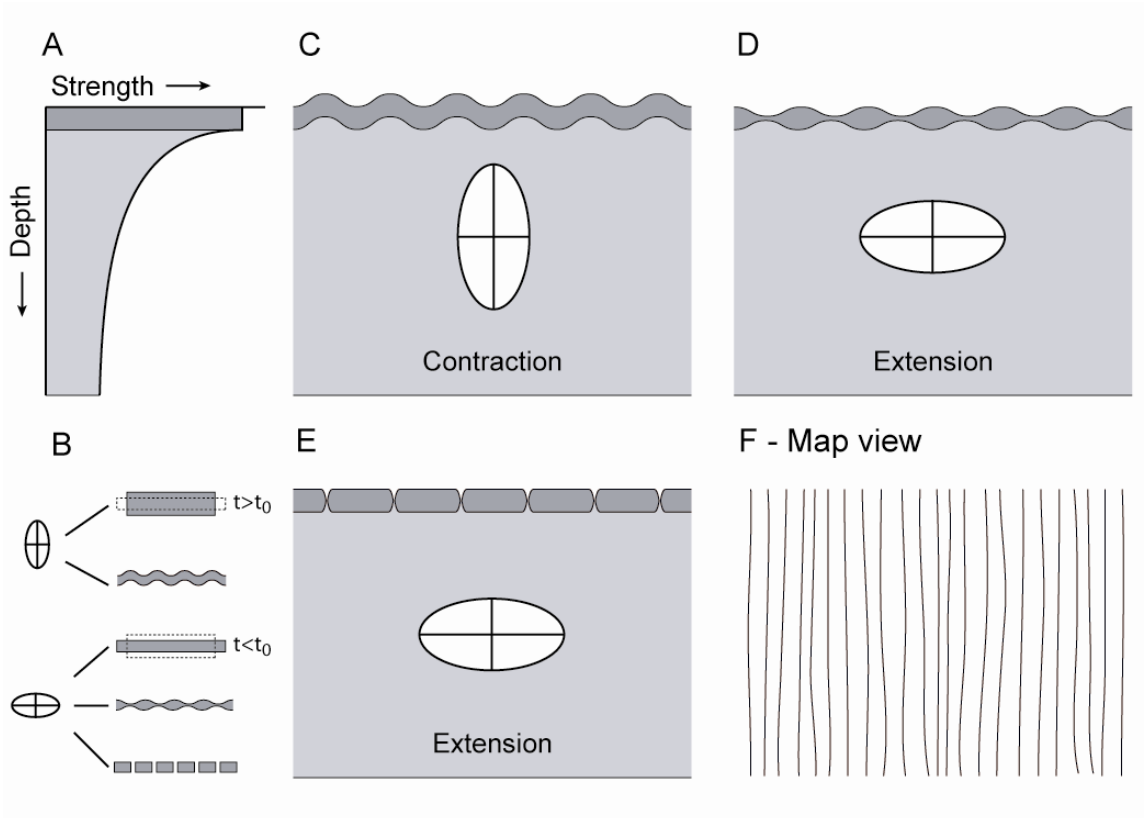 A
Strength
Depth
C
Contraction
D
Extension
B
t>t₀
t<t₀
E
Extension
F - Map view